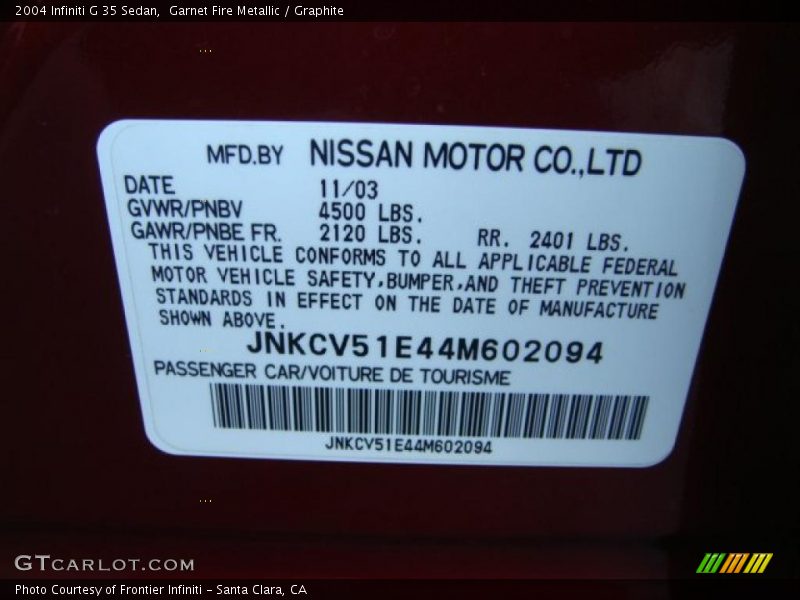 2004 Infiniti G 35 Sedan,  Garnet Fire Metallic / Graphite
MFD.BY NISSAN MOTOR CO.,LTD
DATE 11/03
GVWR/PNBV 4500 LBS.
GAWR/PNBE FR. 2120 LBS. RR. 2401 LBS.
THIS VEHICLE CONFORMS TO ALL APPLICABLE FEDERAL
MOTOR VEHICLE SAFETY,BUMPER,AND THEFT PREVENTION
STANDARDS IN EFFECT ON THE DATE OF MANUFACTURE
SHOWN ABOVE.
JNKCV51E44M602094
PASSENGER CAR/VOITURE DE TOURISME
JNKCV51E44M602094
GTCARLOT.COM
Photo Courtesy of Frontier Infiniti - Santa Clara, CA